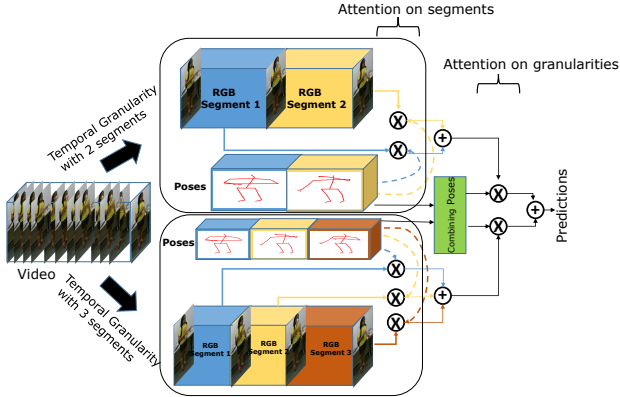 Attention on segments
Attention on granularities
RGB
Segment 1
RGB
Segment 2
Temporal Granularity
with 2 segments
X
X
+
Poses
Video
Combining Poses
X
X
+
Predictions
Poses
Temporal Granularity
with 3 segments
X
X
X
+
RGB
Segment 1
RGB
Segment 2
RGB
Segment 3